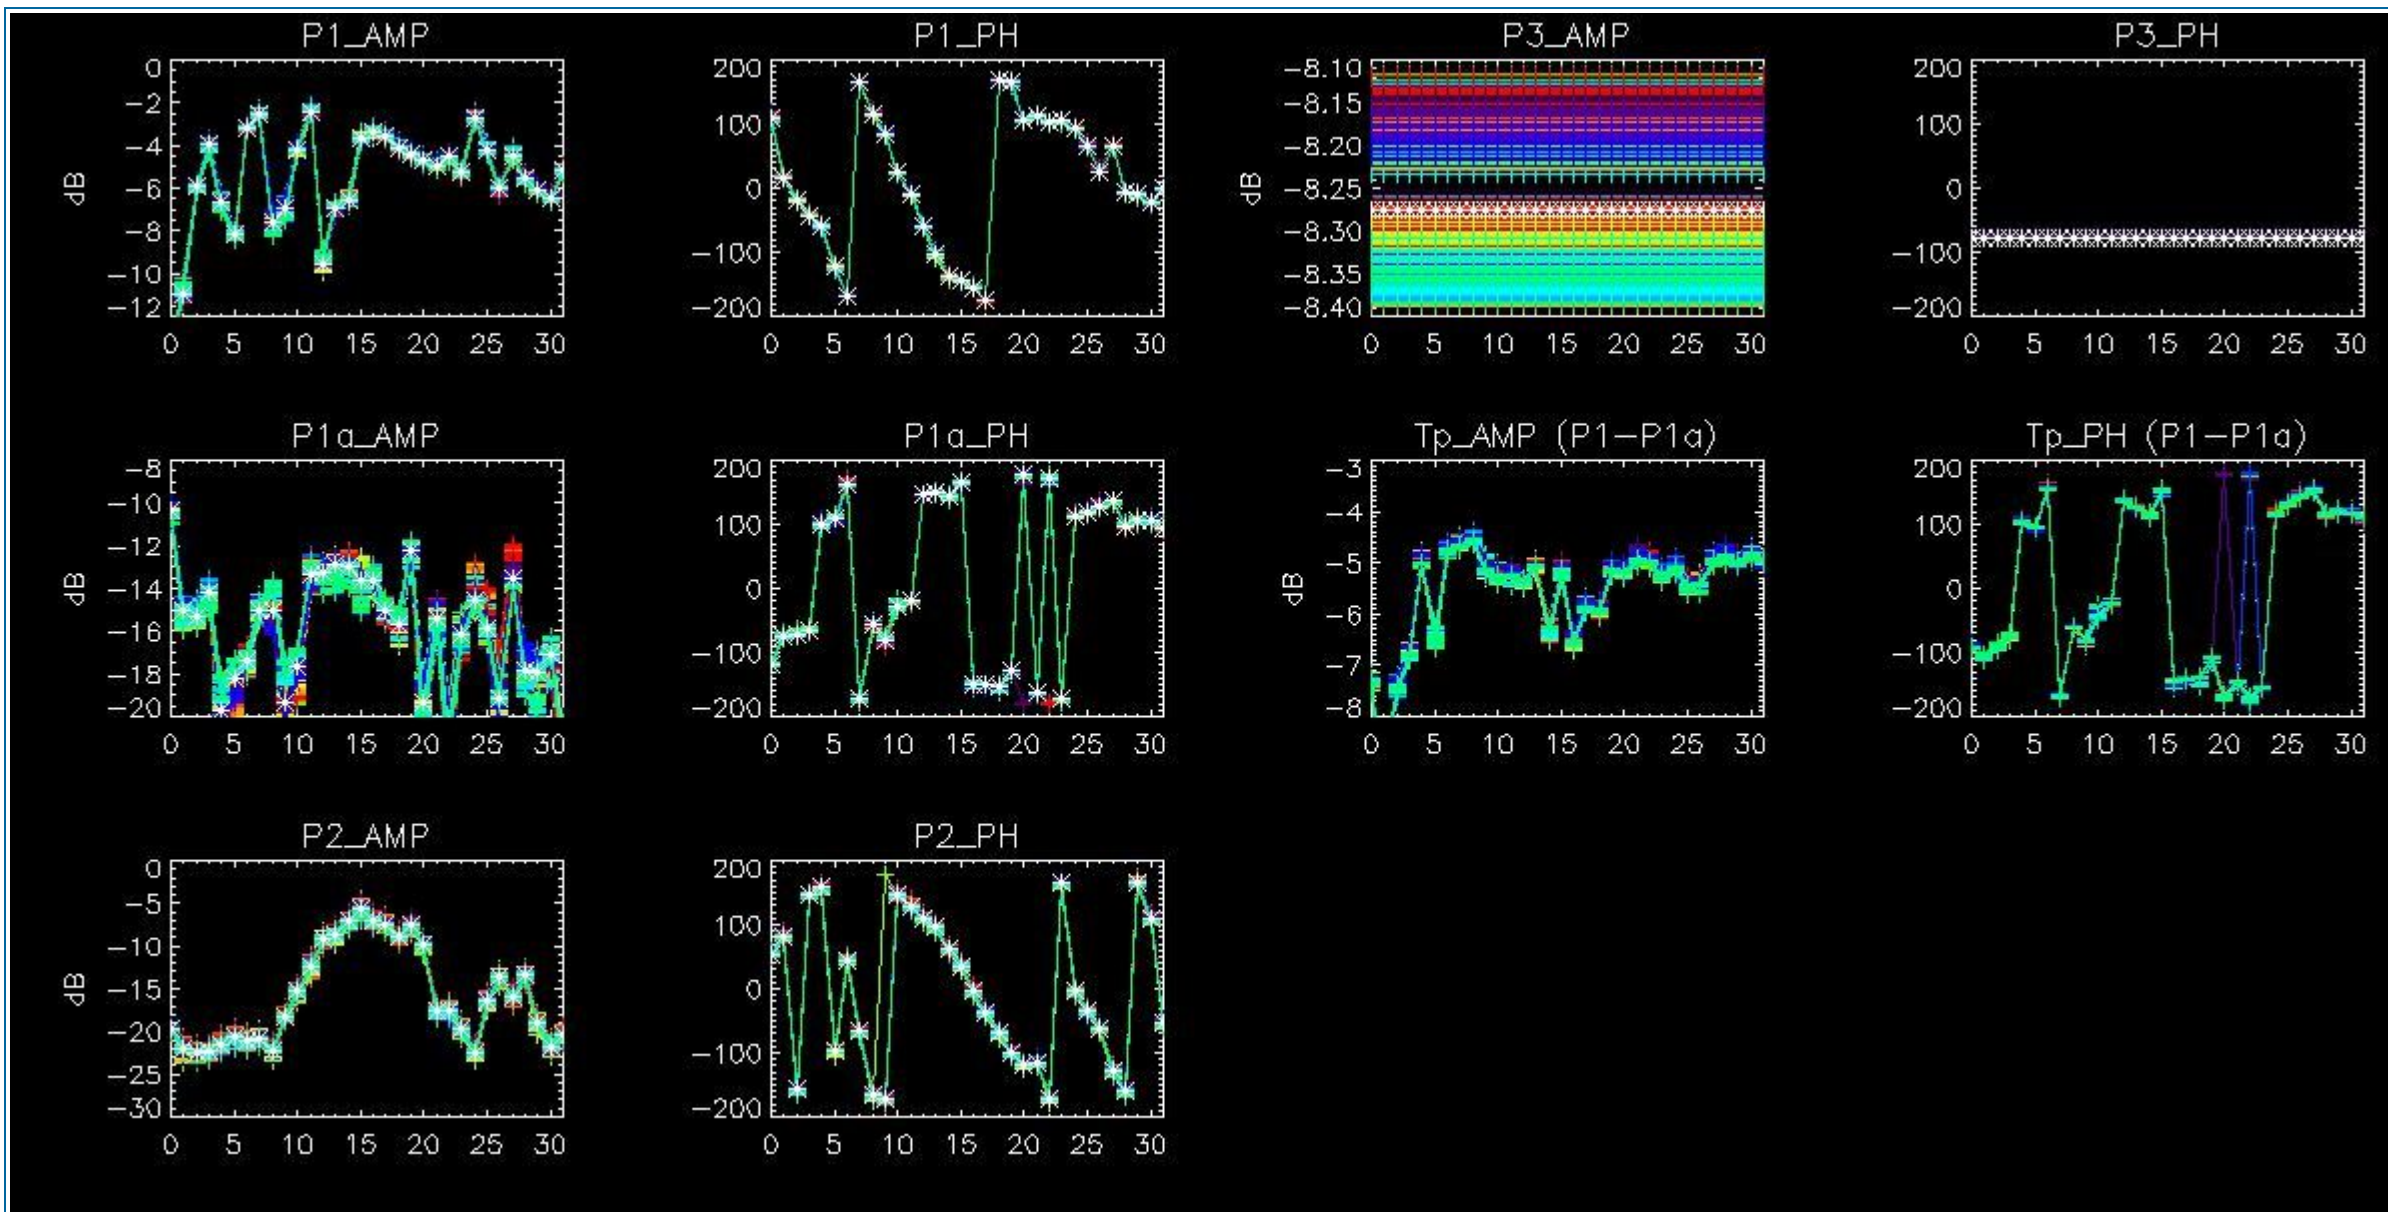 P1_AMP
0
−2
−4
−6
−8
−10
−12
dB
0 5 10 15 20 25 30
P1_PH
200
100
0
−100
−200
0 5 10 15 20 25 30
P3_AMP
−8.10
−8.15
−8.20
−8.25
−8.30
−8.35
−8.40
dB
0 5 10 15 20 25 30
P3_PH
200
100
0
−100
−200
0 5 10 15 20 25 30
P1a_AMP
−8
−10
−12
−14
−16
−18
−20
dB
0 5 10 15 20 25 30
P1a_PH
200
100
0
−100
−200
0 5 10 15 20 25 30
Tp_AMP (P1−P1a)
−3
−4
−5
−6
−7
−8
dB
0 5 10 15 20 25 30
Tp_PH (P1−P1a)
200
100
0
−100
−200
0 5 10 15 20 25 30
P2_AMP
0
−5
−10
−15
−20
−25
−30
dB
0 5 10 15 20 25 30
P2_PH
200
100
0
−100
−200
0 5 10 15 20 25 30